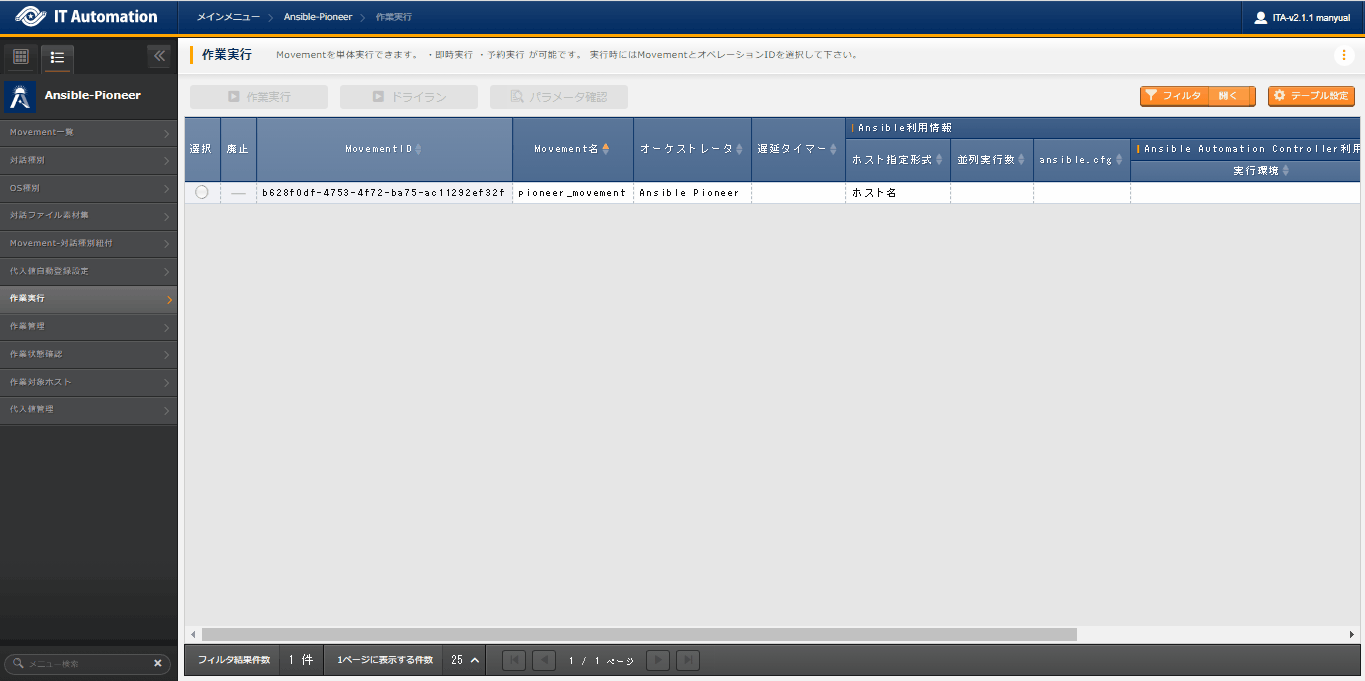 IT Automation
メインメニュー Ansible-Pioneer 作業実行
ITA-v2.1.1 manyual
作業実行 Movementを単体実行できます。 ・即時実行 ・予約実行 が可能です。 実行時にはMovementとオペレーションIDを選択して下さい。
Ansible-Pioneer
作業実行 ドライラン パラメータ確認 フィルタ 開く テーブル設定
Movement一覧
対話種別
OS種別
対話ファイル素材集
Movement-対話種別紐付
代入値自動登録設定
作業実行
作業管理
作業状態確認
作業対象ホスト
代入値管理
選択 廃止 MovementID Movement名 オーケストレータ 遅延タイマー
Ansible利用情報
ホスト指定形式 並列実行数 ansible.cfg
Ansible Automation Controller利用
実行環境
— b628f0df-4753-4f72-ba75-ac11292ef32f pioneer_movement Ansible Pioneer ホスト名
メニュー検索
フィルタ結果件数 1 件 1ページに表示する件数 25 1 / 1 ページ